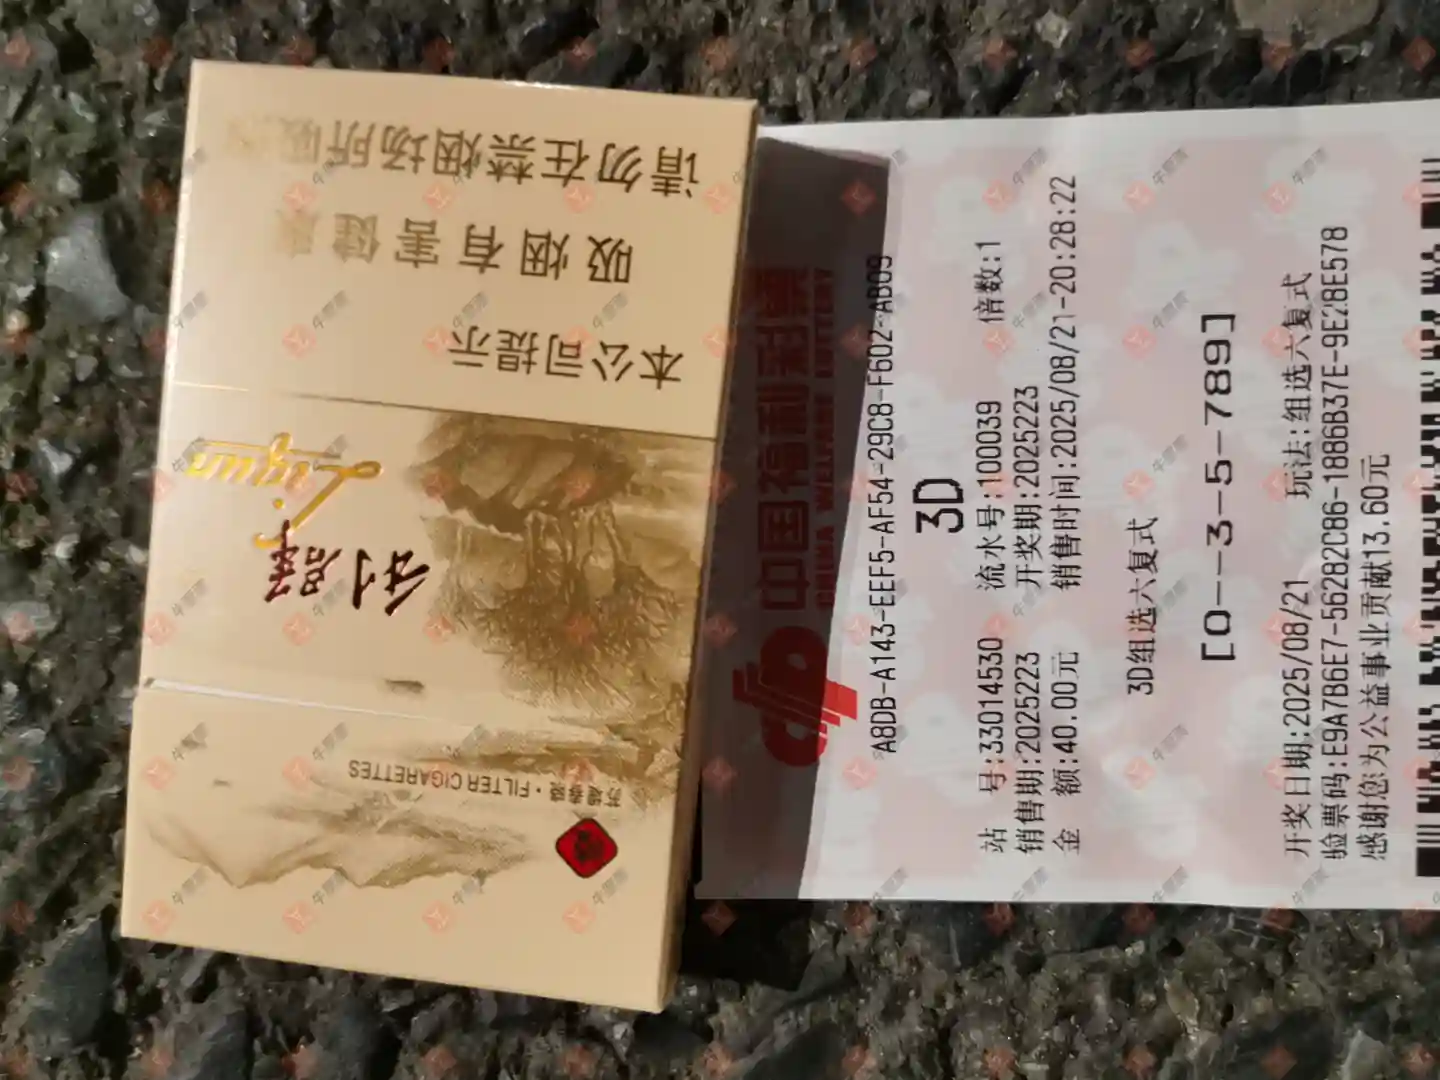 请勿在禁烟场所吸
吸烟有害健康
本公司提示
Liqun
利群
FILTER CIGARETTES
中国福利彩票
CHINA WELFARE LOTTERY
A8DB-A143-EEF5-AF54-29C8-F602-AB09
3D
站 号:33014530 流水号:100039 倍数:1
销售期:2025223 开奖期:2025223
金 额:40.00元 销售时间:2025/08/21-20:28:22
3D组选六复式
[0--3-5-789]
开奖日期:2025/08/21 玩法:组选六复式
验票码:E9A7B6E7-56282C86-1886B37E-9E28E578
感谢您为公益事业贡献13.60元